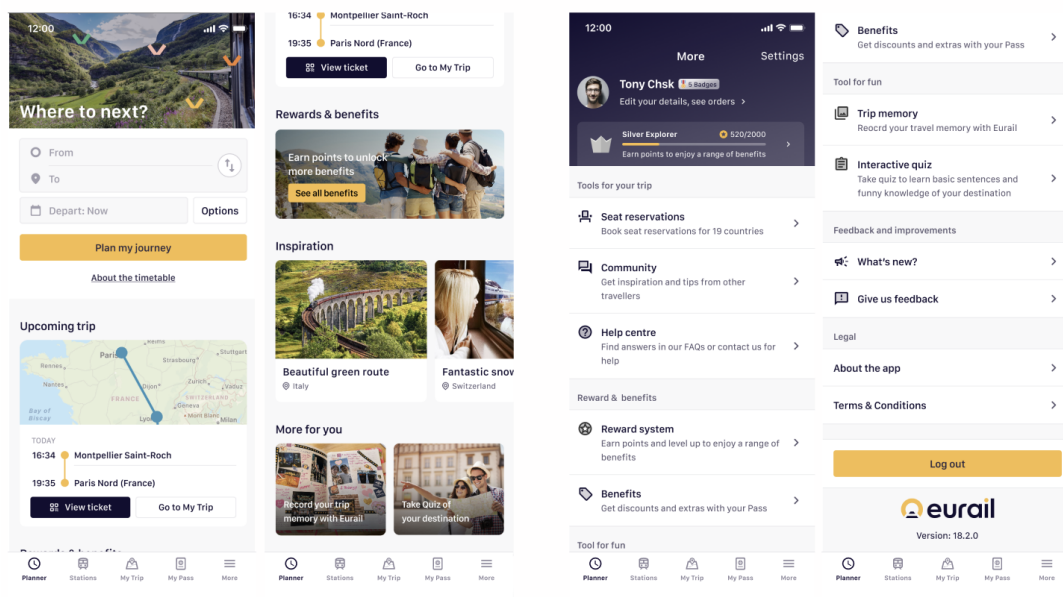 12:00
Where to next?
From
To
Depart: Now
Options
Plan my journey
About the timetable
Upcoming trip
Reims
Paris
Strasbourg
Stuttgart
Rennes
Nantes
Dijon
Zurich
Vaduz
FRANCE
SWITZERLAND
Geneva
Bay of
Biscay
Lyon
Mont Blanc
Milan
TODAY
16:34 Montpellier Saint-Roch
19:35 Paris Nord (France)
View ticket
Go to My Trip
Rewards & benefits
Planner
Stations
My Trip
My Pass
More
16:34 Montpellier Saint-Roch
19:35 Paris Nord (France)
View ticket
Go to My Trip
Rewards & benefits
Earn points to unlock
more benefits
See all benefits
Inspiration
Beautiful green route
Italy
Fantastic snow
Switzerland
More for you
Record your trip
memory with Eurail
Take Quiz of
your destination
Planner
Stations
My Trip
My Pass
More
12:00
More
Settings
Tony Chsk
5 Badges
Edit your details, see orders
Silver Explorer
520/2000
Earn points to enjoy a range of benefits
Tools for your trip
Seat reservations
Book seat reservations for 19 countries
Community
Get inspiration and tips from other
travellers
Help centre
Find answers in our FAQs or contact us for
help
Reward & benefits
Reward system
Earn points and level up to enjoy a range of
benefits
Benefits
Get discounts and extras with your Pass
Tool for fun
Planner
Stations
My Trip
My Pass
More
Benefits
Get discounts and extras with your Pass
Tool for fun
Trip memory
Reocrd your travel memory with Eurail
Interactive quiz
Take quiz to learn basic sentences and
funny knowledge of your destination
Feedback and improvements
What's new?
Give us feedback
Legal
About the app
Terms & Conditions
Log out
eurail
Version: 18.2.0
Planner
Stations
My Trip
My Pass
More